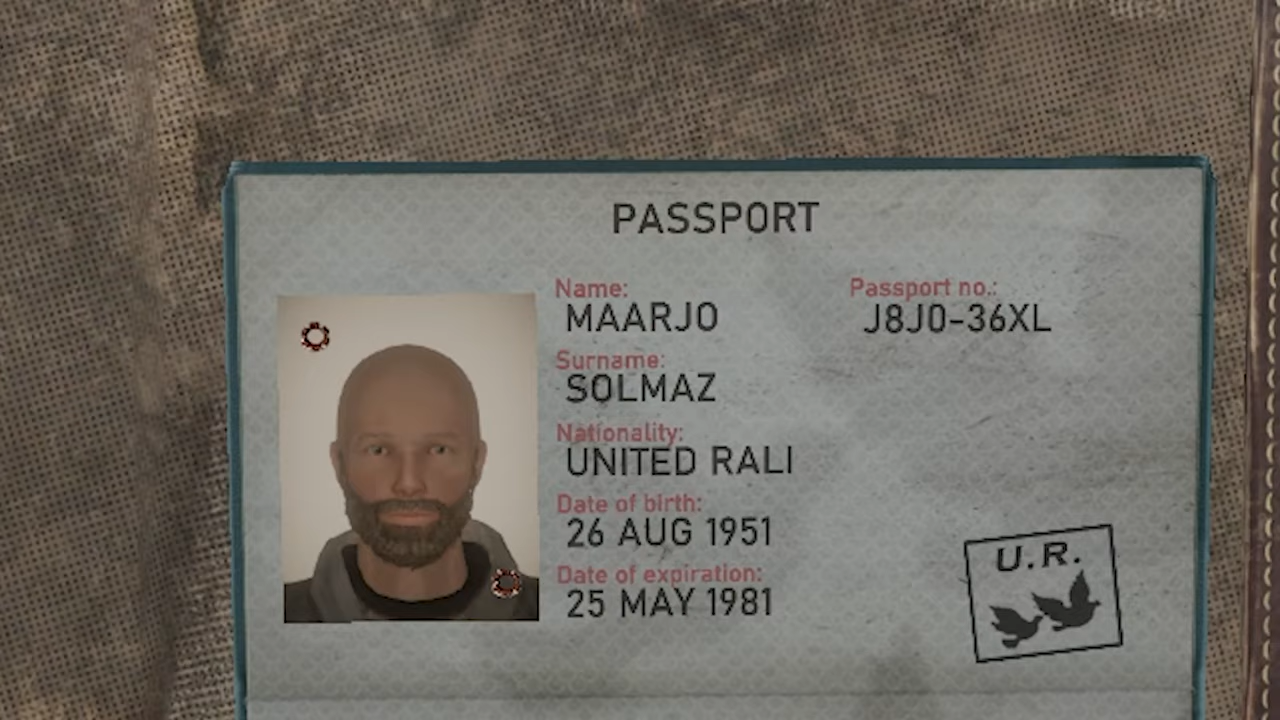 PASSPORT
Name:
MAARJO
Passport no.:
J8J0-36XL
Surname:
SOLMAZ
Nationality:
UNITED RALI
Date of birth:
26 AUG 1951
Date of expiration:
25 MAY 1981
U.R.